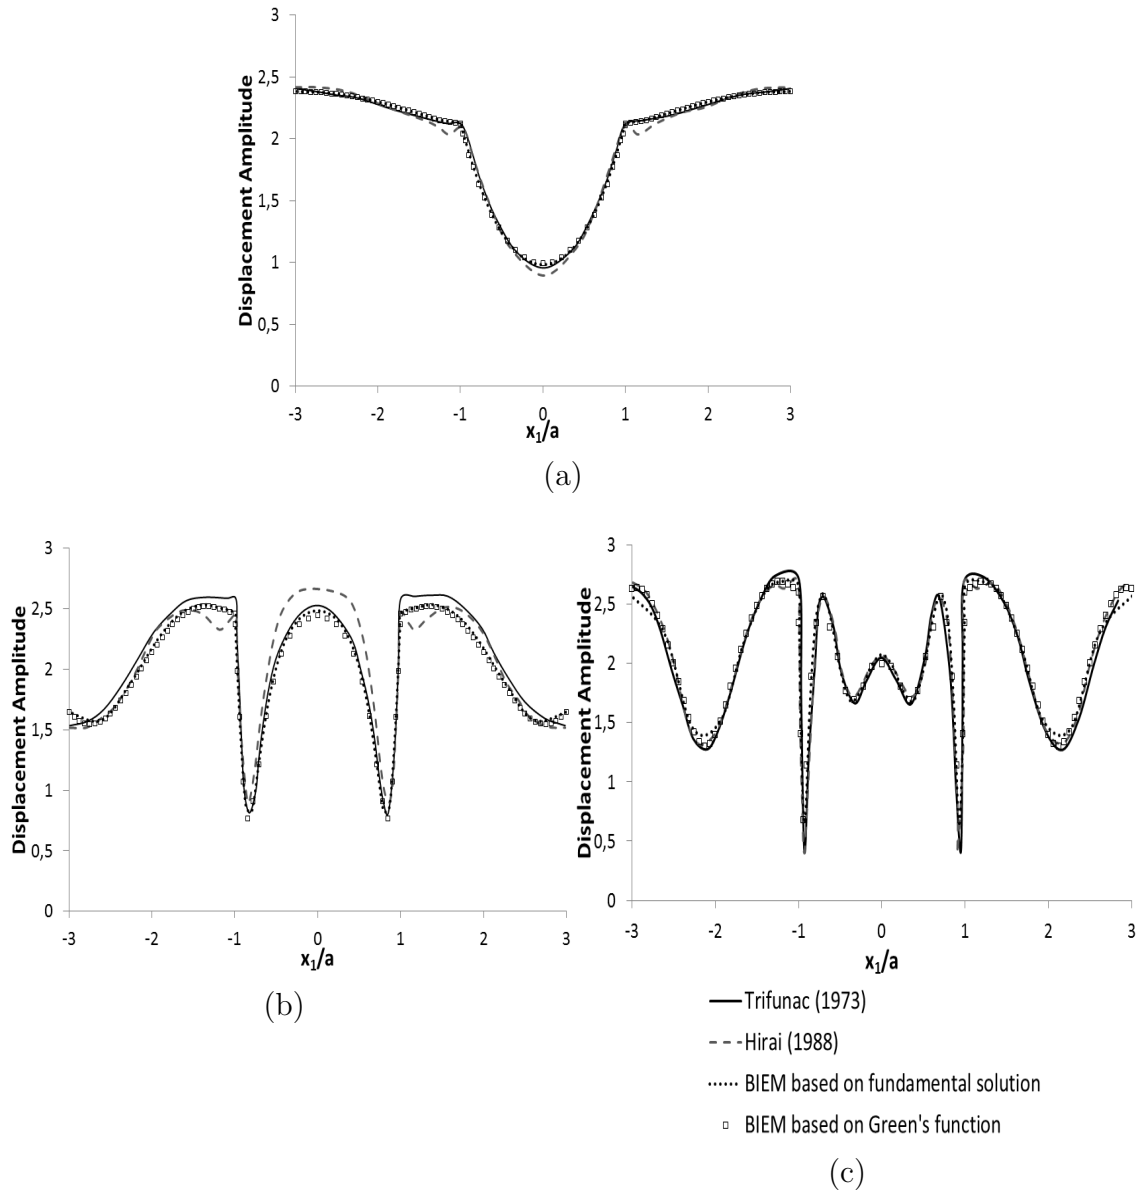 3
2,5
2
1,5
1
0,5
0
Displacement Amplitude
-3 -2 -1 0 1 2 3
x1/a
(a)
3
2,5
2
1,5
1
0,5
0
Displacement Amplitude
-3 -2 -1 0 1 2 3
x1/a
(b)
3
2,5
2
1,5
1
0,5
0
Displacement Amplitude
-3 -2 -1 0 1 2 3
x1/a
Trifunac (1973)
Hirai (1988)
BIEM based on fundamental solution
BIEM based on Green's function
(c)